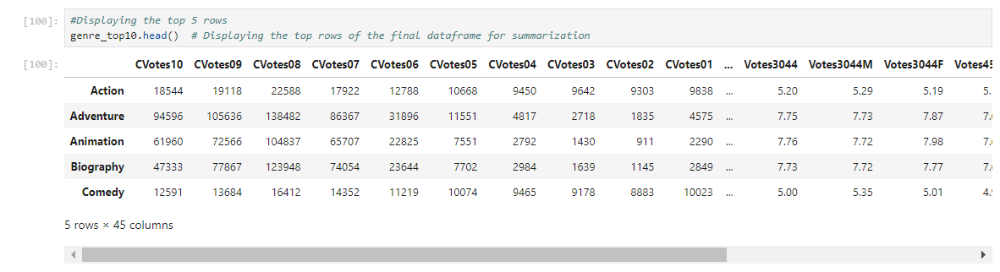 [100]: #Displaying the top 5 rows
genre_top10.head() # Displaying the top rows of the final dataframe for summarization
[100]: CVotes10 CVotes09 CVotes08 CVotes07 CVotes06 CVotes05 CVotes04 CVotes03 CVotes02 CVotes01 ... Votes3044 Votes3044M Votes3044F Votes45
Action 18544 19118 22588 17922 12788 10668 9450 9642 9303 9838 ... 5.20 5.29 5.19 5.
Adventure 94596 105636 138482 86367 31896 11551 4817 2718 1835 4575 ... 7.75 7.73 7.87 7.
Animation 61960 72566 104837 65707 22825 7551 2792 1430 911 2290 ... 7.76 7.72 7.98 7.
Biography 47333 77867 123948 74054 23644 7702 2984 1639 1145 2849 ... 7.73 7.72 7.77 7.
Comedy 12591 13684 16412 14352 11219 10074 9465 9178 8883 10023 ... 5.00 5.35 5.01 4.
5 rows × 45 columns